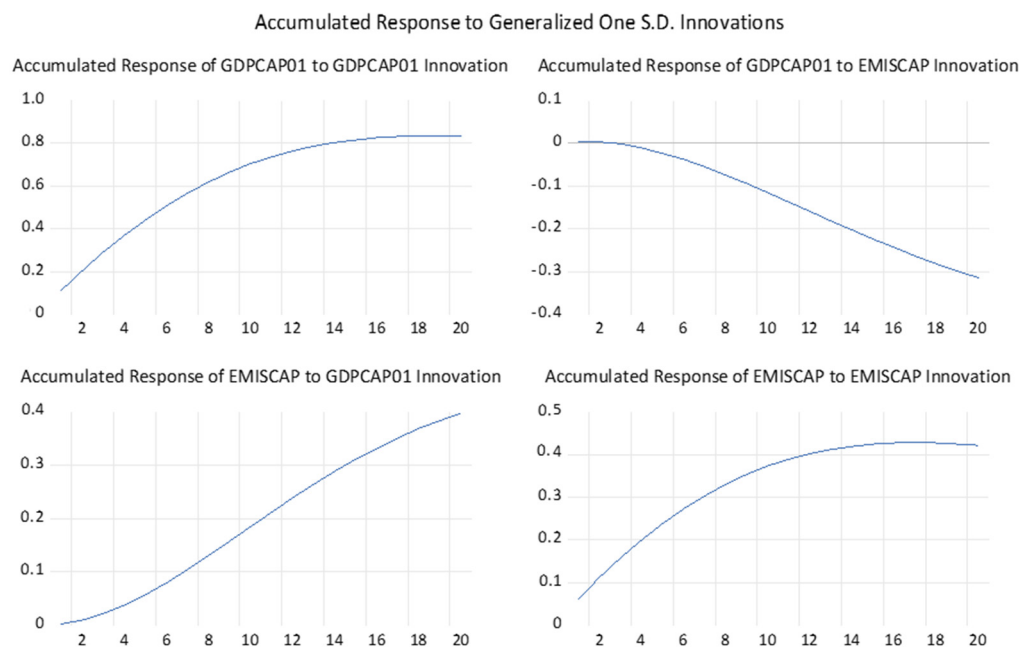 Accumulated Response to Generalized One S.D. Innovations
Accumulated Response of GDPCAP01 to GDPCAP01 Innovation
1.0
0.8
0.6
0.4
0.2
0
2 4 6 8 10 12 14 16 18 20
Accumulated Response of GDPCAP01 to EMISCAP Innovation
0.1
0
-0.1
-0.2
-0.3
-0.4
2 4 6 8 10 12 14 16 18 20
Accumulated Response of EMISCAP to GDPCAP01 Innovation
0.4
0.3
0.2
0.1
0
2 4 6 8 10 12 14 16 18 20
Accumulated Response of EMISCAP to EMISCAP Innovation
0.5
0.4
0.3
0.2
0.1
0
2 4 6 8 10 12 14 16 18 20